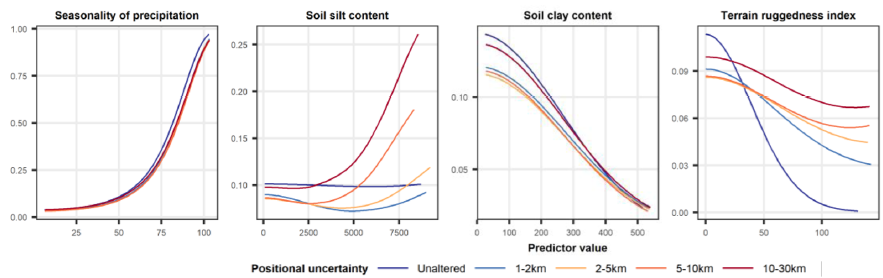 Seasonality of precipitation Soil silt content Soil clay content Terrain ruggedness index
1.00
0.75
0.50
0.25
0.00
25 50 75 100
0.25
0.20
0.15
0.10
0 2500 5000 7500
0.10
0.05
0 100 200 300 400 500
0.09
0.06
0.03
0.00
0 50 100
Predictor value
Positional uncertainty Unaltered 1-2km 2-5km 5-10km 10-30km